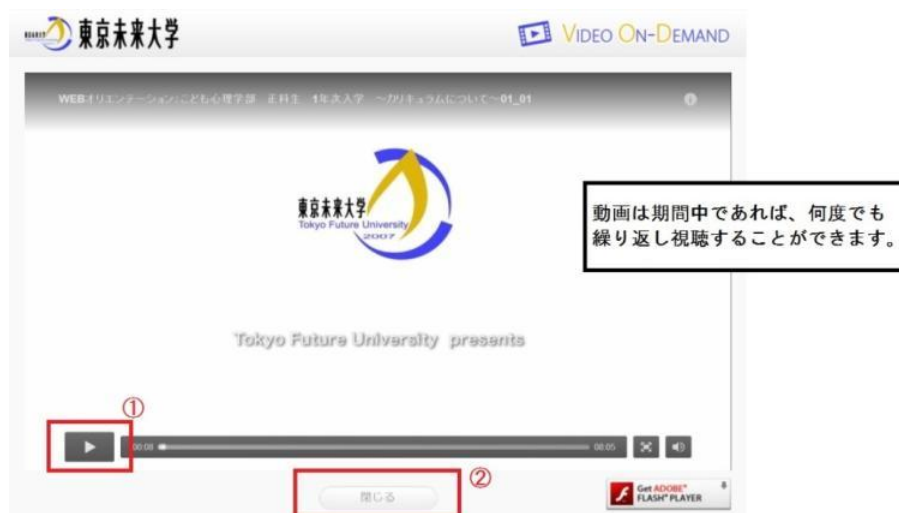 東京未来大学
VIDEO ON-DEMAND
WEBオリエンテーション:こども心理学部 正科生 1年次入学 ～カリキュラムについて～01_01
東京未来大学
Tokyo Future University
2007
動画は期間中であれば、何度でも
繰り返し視聴することができます。
Tokyo Future University presents
①
00:08
06:05
②
閉じる
Get ADOBE®
FLASH® PLAYER